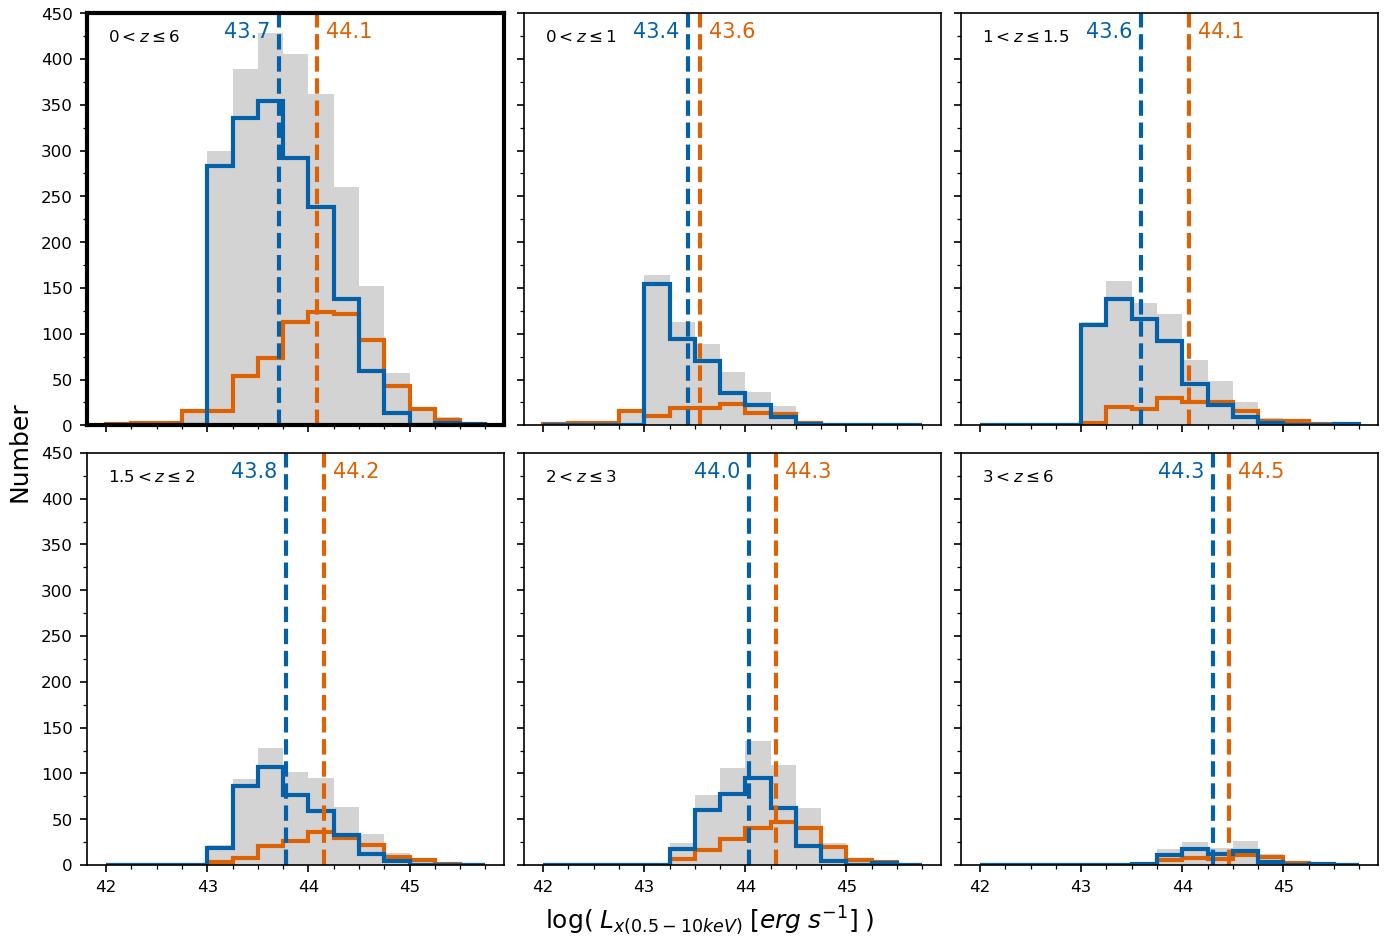 450
400
350
300
250
200
150
100
50
0
0 < z ≤ 6
43.7
44.1
0 < z ≤ 1
43.4
43.6
1 < z ≤ 1.5
43.6
44.1
Number
450
400
350
300
250
200
150
100
50
0
1.5 < z ≤ 2
43.8
44.2
2 < z ≤ 3
44.0
44.3
3 < z ≤ 6
44.3
44.5
42 43 44 45
42 43 44 45
42 43 44 45
log( L_{x(0.5−10keV)} [erg s^{−1}] )